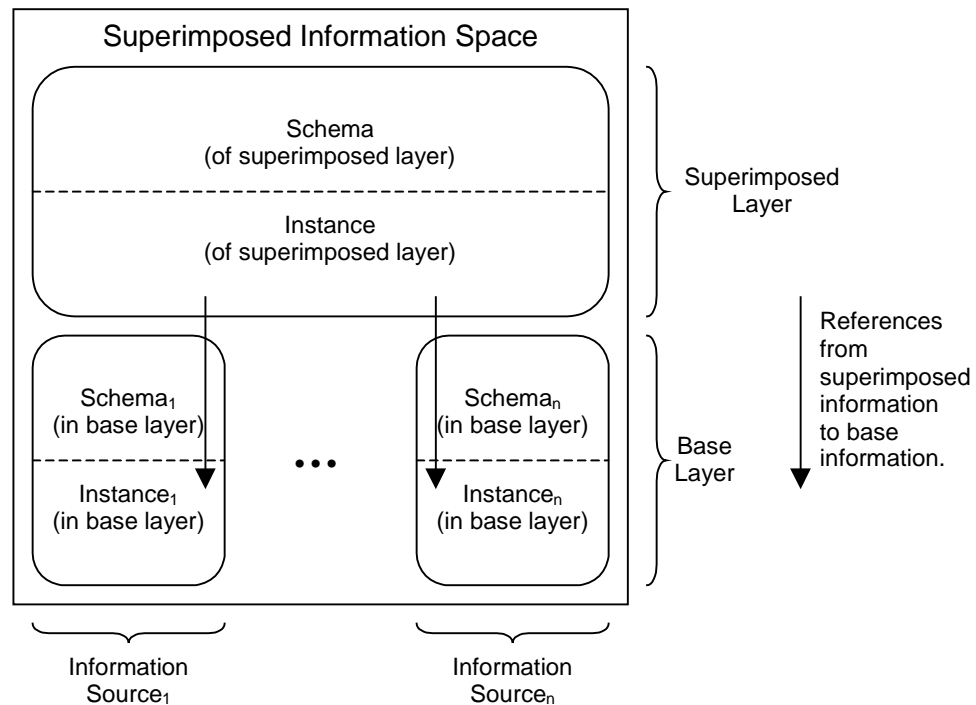 Superimposed Information Space
Schema
(of superimposed layer)
Instance
(of superimposed layer)
Superimposed
Layer
References
from
superimposed
information
to base
information.
Schema₁
(in base layer)
Instance₁
(in base layer)
...
Schemaₙ
(in base layer)
Instanceₙ
(in base layer)
Base
Layer
Information
Source₁
Information
Sourceₙ